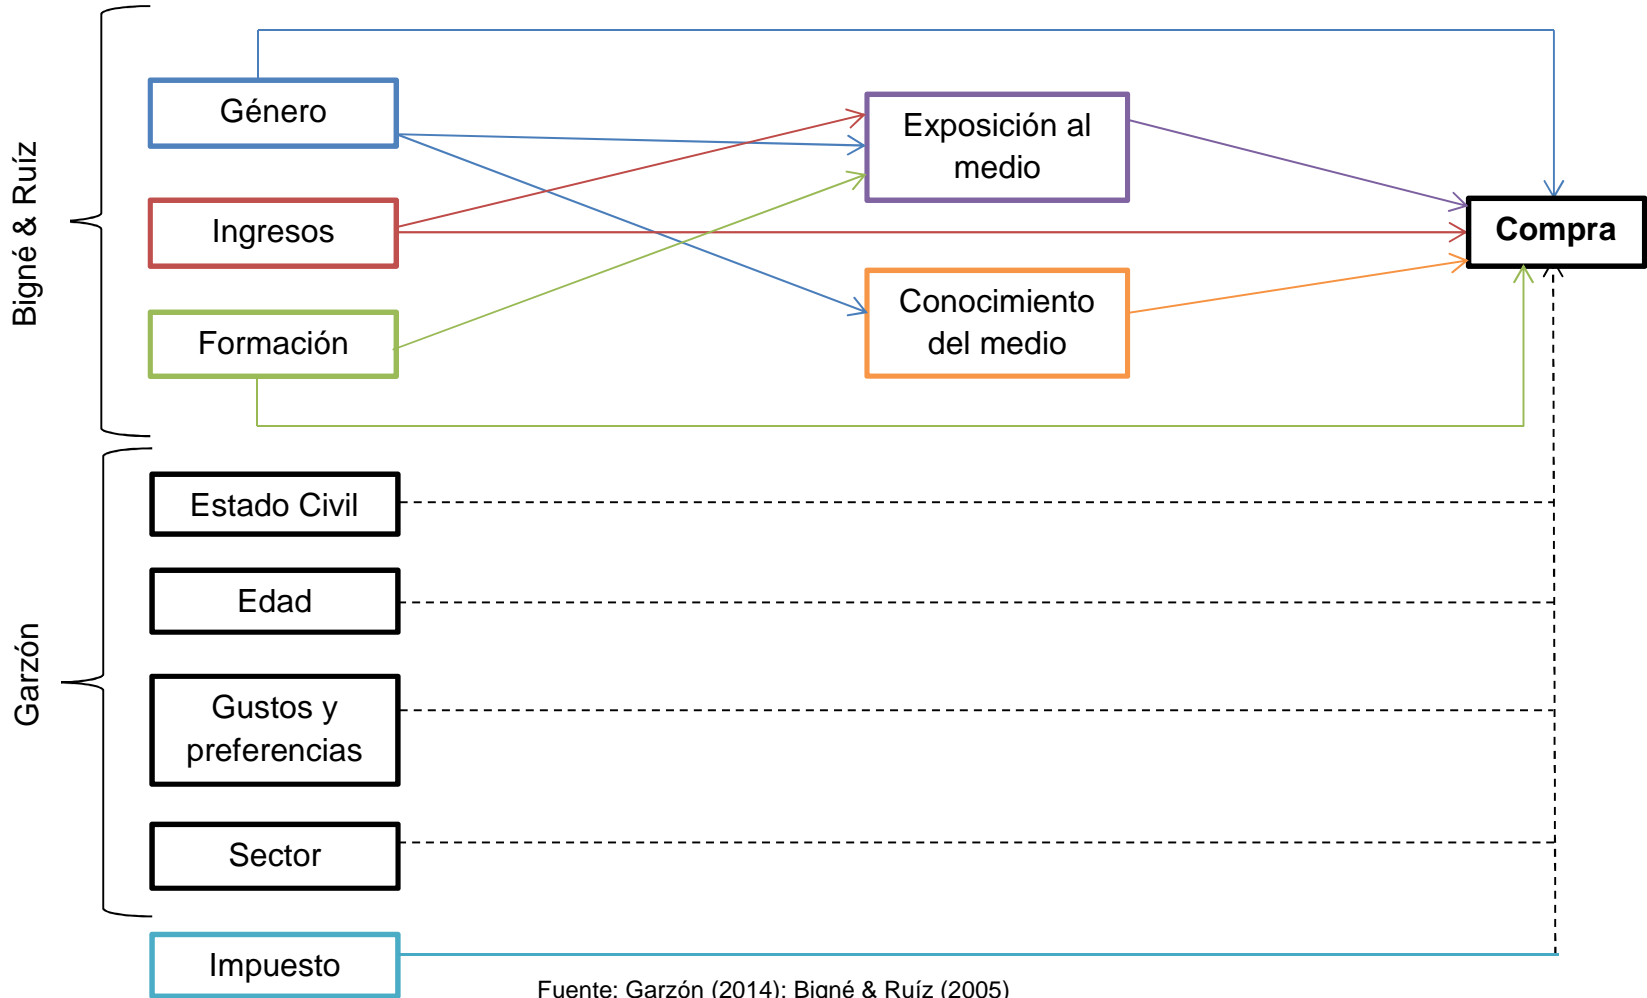 Bigné & Ruíz
Género
Ingresos
Formación
Exposición al
medio
Conocimiento
del medio
Compra
Garzón
Estado Civil
Edad
Gustos y
preferencias
Sector
Impuesto
Fuente: Garzón (2014); Bigné & Ruíz (2005)